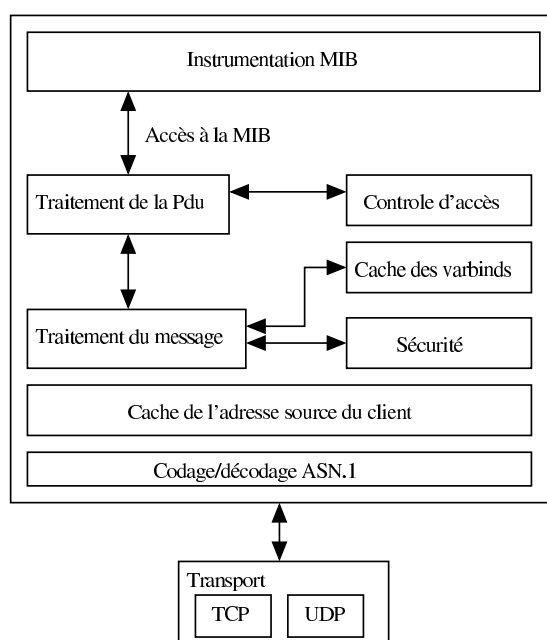 Instrumentation MIB
Accès à la MIB
Traitement de la Pdu
Controle d'accès
Cache des varbinds
Traitement du message
Sécurité
Cache de l'adresse source du client
Codage/décodage ASN.1
Transport
TCP
UDP